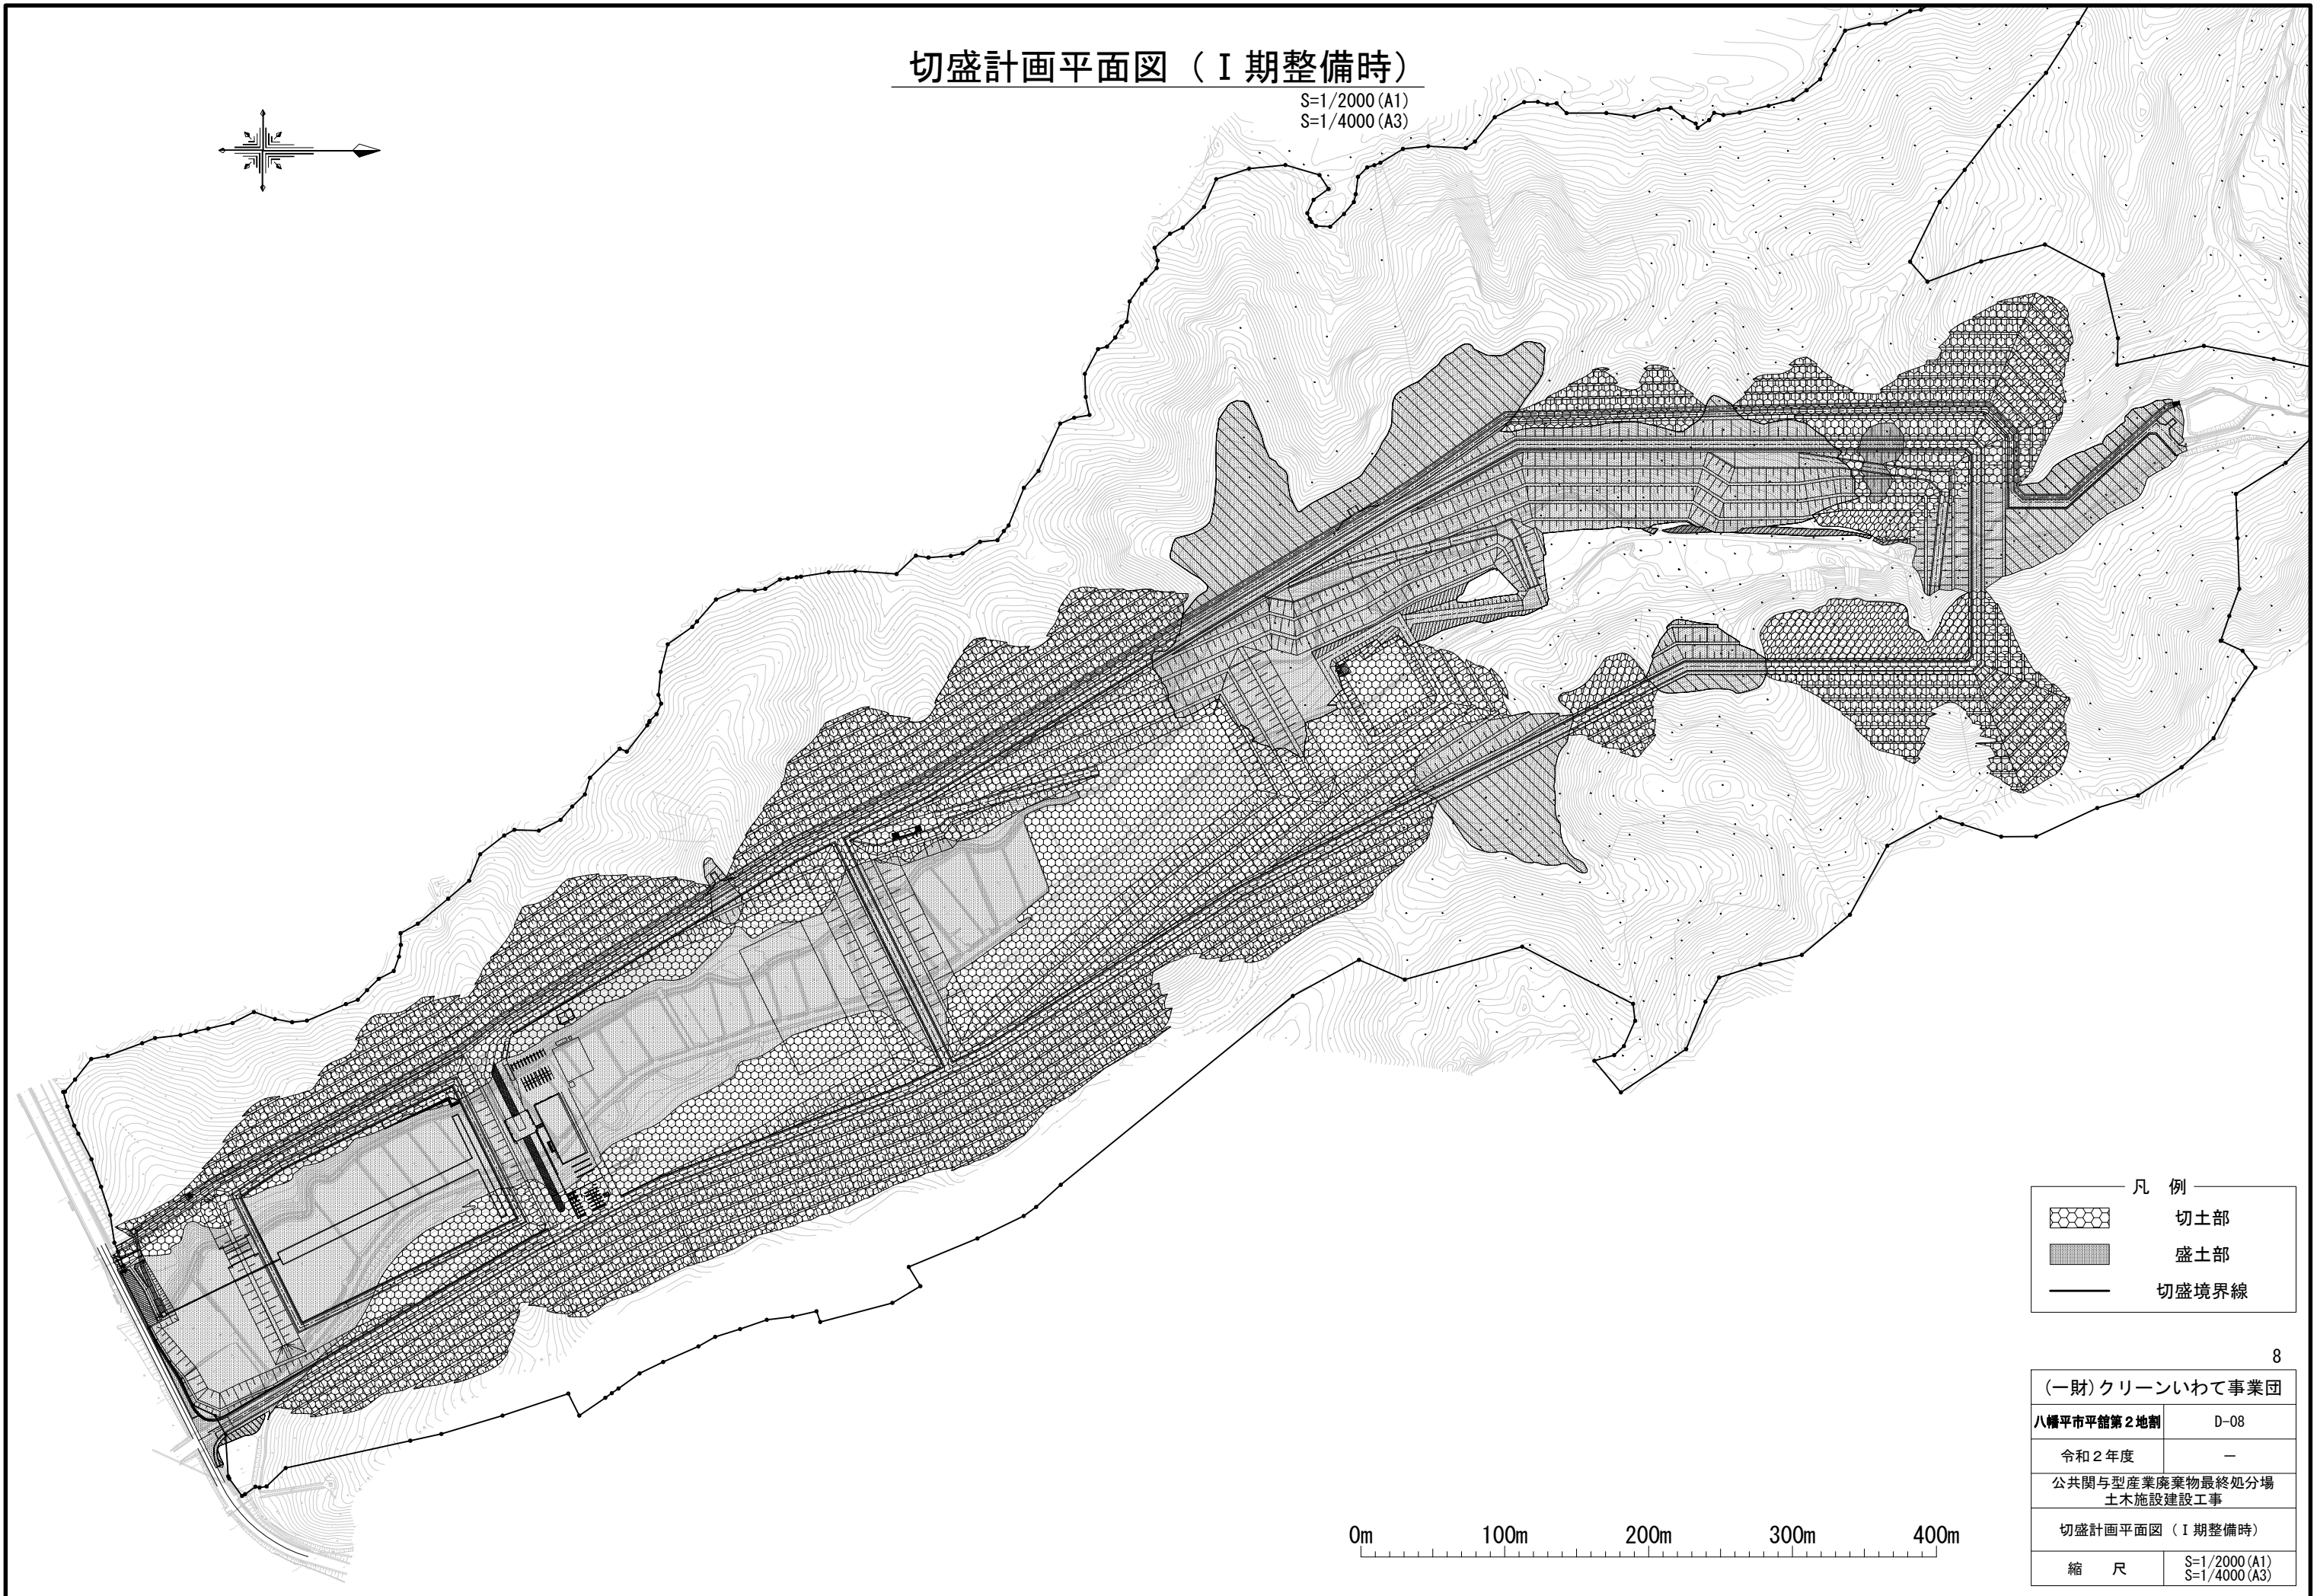 切盛計画平面図（Ⅰ期整備時）
S=1/2000(A1)
S=1/4000(A3)
凡 例
切土部
盛土部
切盛境界線
8
(一財)クリーンいわて事業団
八幡平市平舘第２地割 D-08
令和２年度 －
公共関与型産業廃棄物最終処分場
土木施設建設工事
切盛計画平面図（Ⅰ期整備時）
縮 尺 S=1/2000(A1)
S=1/4000(A3)
0m 100m 200m 300m 400m